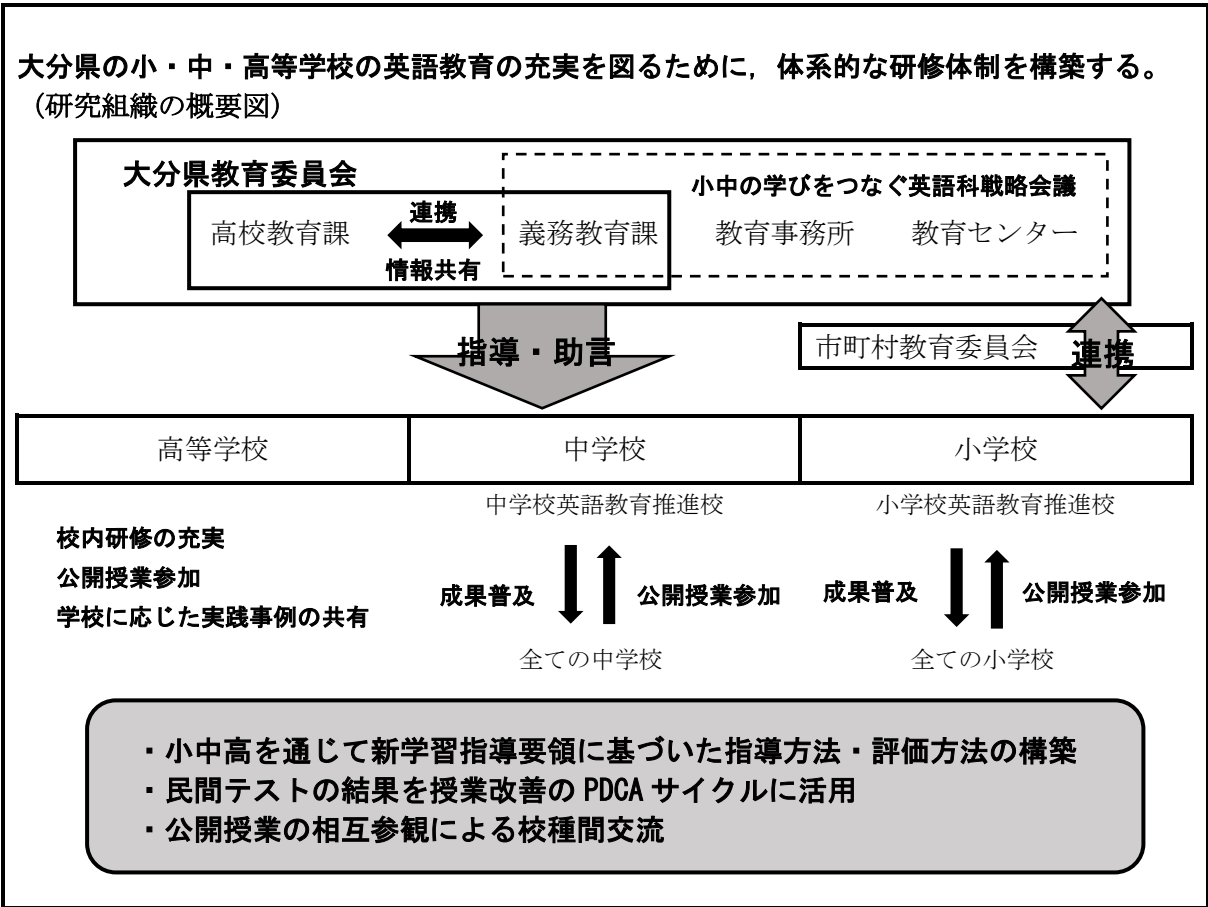 大分県の小・中・高等学校の英語教育の充実を図るために，体系的な研修体制を構築する。
（研究組織の概要図）
大分県教育委員会
小中の学びをつなぐ英語科戦略会議
高校教育課
連携
情報共有
義務教育課
教育事務所
教育センター
指導・助言
市町村教育委員会
連携
高等学校
中学校
小学校
中学校英語教育推進校
小学校英語教育推進校
校内研修の充実
公開授業参加
学校に応じた実践事例の共有
成果普及
公開授業参加
成果普及
公開授業参加
全ての中学校
全ての小学校
・小中高を通じて新学習指導要領に基づいた指導方法・評価方法の構築
・民間テストの結果を授業改善の PDCA サイクルに活用
・公開授業の相互参観による校種間交流